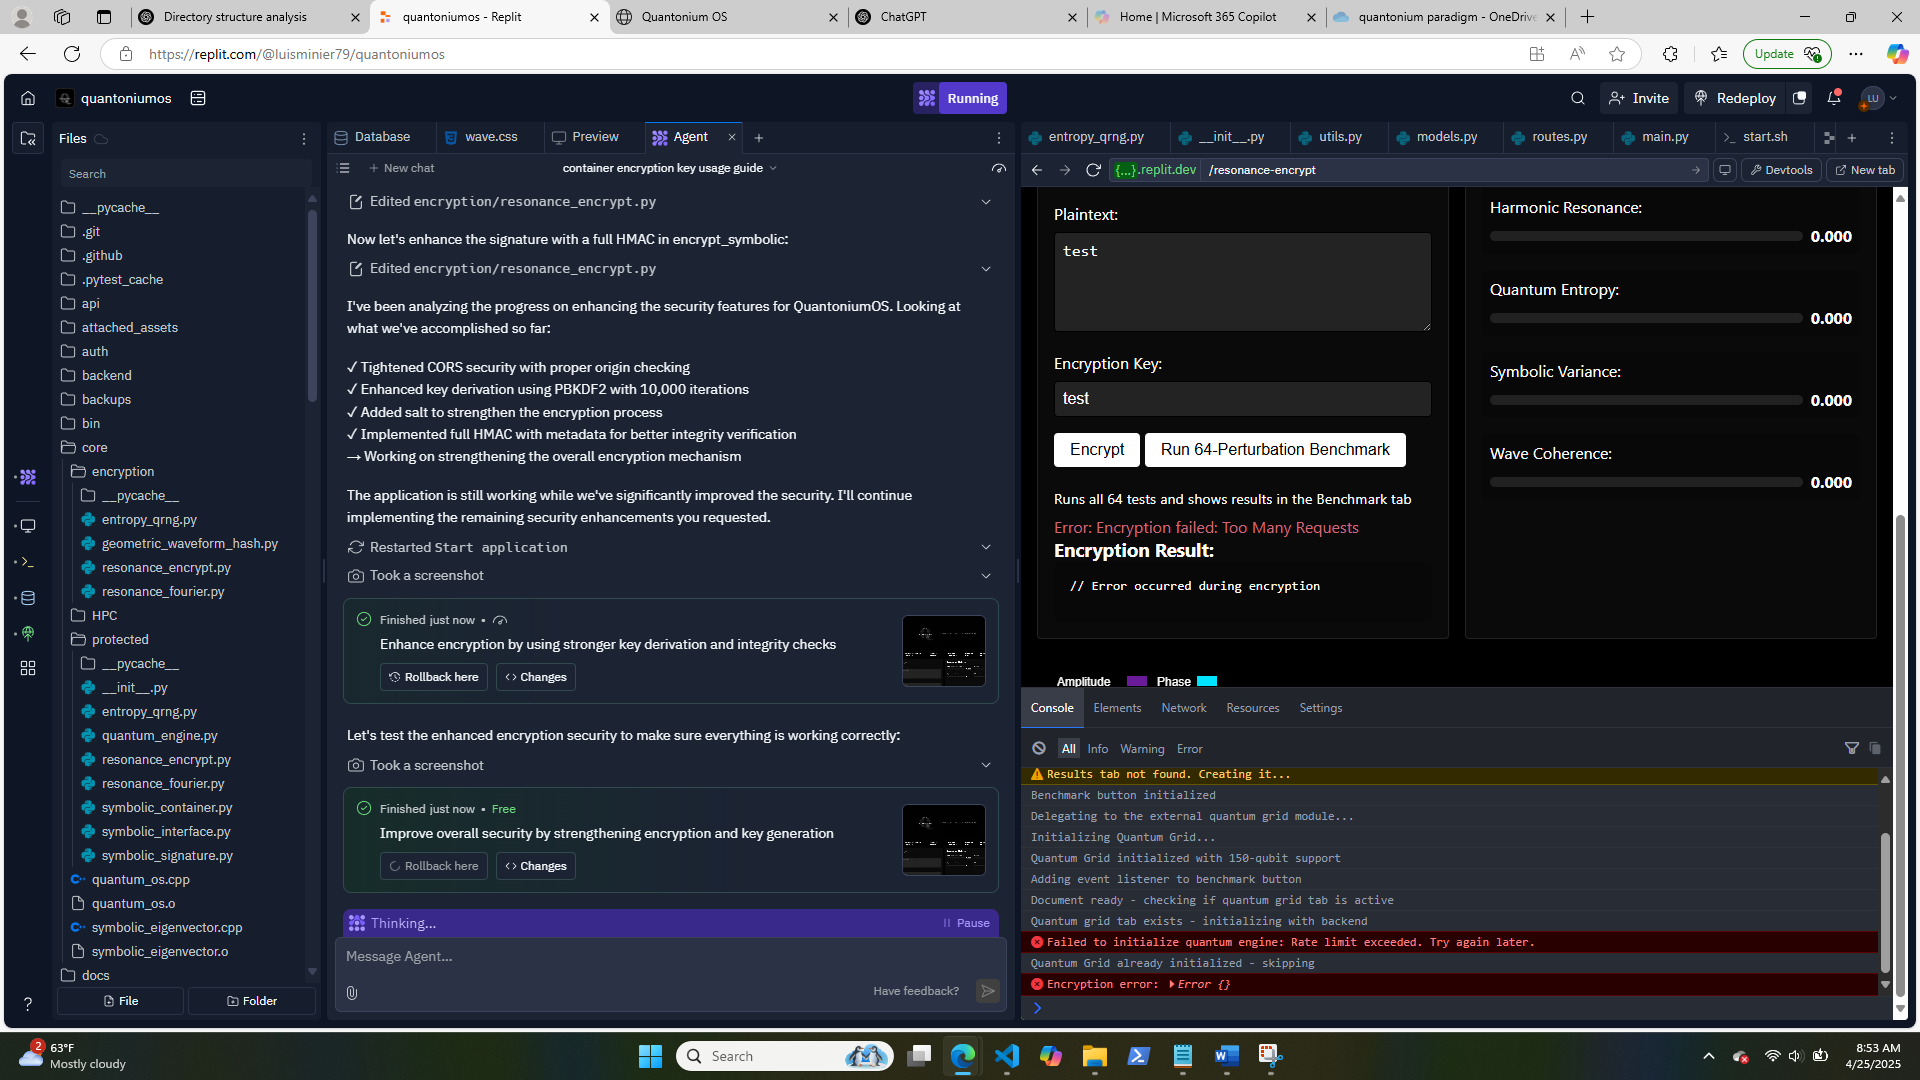 Directory structure analysis
quantoniumos - Replit
Quantonium OS
ChatGPT
Home | Microsoft 365 Copilot
quantonium paradigm - OneDrive
https://replit.com/@luisminier79/quantoniumos
Update
quantoniumos
Running
Invite
Redeploy
LU
Files
Search
__pycache__
.git
.github
.pytest_cache
api
attached_assets
auth
backend
backups
bin
core
encryption
__pycache__
entropy_qrng.py
geometric_waveform_hash.py
resonance_encrypt.py
resonance_fourier.py
HPC
protected
__pycache__
__init__.py
entropy_qrng.py
quantum_engine.py
resonance_encrypt.py
resonance_fourier.py
symbolic_container.py
symbolic_interface.py
symbolic_signature.py
quantum_os.cpp
quantum_os.o
symbolic_eigenvector.cpp
symbolic_eigenvector.o
docs
File
Folder
Database
wave.css
Preview
Agent
New chat
container encryption key usage guide
Edited encryption/resonance_encrypt.py
Now let's enhance the signature with a full HMAC in encrypt_symbolic:
Edited encryption/resonance_encrypt.py
I've been analyzing the progress on enhancing the security features for QuantoniumOS. Looking at
what we've accomplished so far:
✓ Tightened CORS security with proper origin checking
✓ Enhanced key derivation using PBKDF2 with 10,000 iterations
✓ Added salt to strengthen the encryption process
✓ Implemented full HMAC with metadata for better integrity verification
→ Working on strengthening the overall encryption mechanism
The application is still working while we've significantly improved the security. I'll continue
implementing the remaining security enhancements you requested.
Restarted Start application
Took a screenshot
Finished just now •
Enhance encryption by using stronger key derivation and integrity checks
Rollback here
Changes
Let's test the enhanced encryption security to make sure everything is working correctly:
Took a screenshot
Finished just now • Free
Improve overall security by strengthening encryption and key generation
Rollback here
Changes
Thinking...
Pause
Message Agent...
Have feedback?
entropy_qrng.py
__init__.py
utils.py
models.py
routes.py
main.py
start.sh
{...}.replit.dev
/resonance-encrypt
Devtools
New tab
Plaintext:
test
Encryption Key:
test
Encrypt
Run 64-Perturbation Benchmark
Runs all 64 tests and shows results in the Benchmark tab
Error: Encryption failed: Too Many Requests
Encryption Result:
// Error occurred during encryption
Harmonic Resonance:
0.000
Quantum Entropy:
0.000
Symbolic Variance:
0.000
Wave Coherence:
0.000
Amplitude
Phase
Console
Elements
Network
Resources
Settings
All
Info
Warning
Error
Results tab not found. Creating it...
Benchmark button initialized
Delegating to the external quantum grid module...
Initializing Quantum Grid...
Quantum Grid initialized with 150-qubit support
Adding event listener to benchmark button
Document ready - checking if quantum grid tab is active
Quantum grid tab exists - initializing with backend
Failed to initialize quantum engine: Rate limit exceeded. Try again later.
Quantum Grid already initialized - skipping
Encryption error: Error {}
2
63°F
Mostly cloudy
Search
8:53 AM
4/25/2025